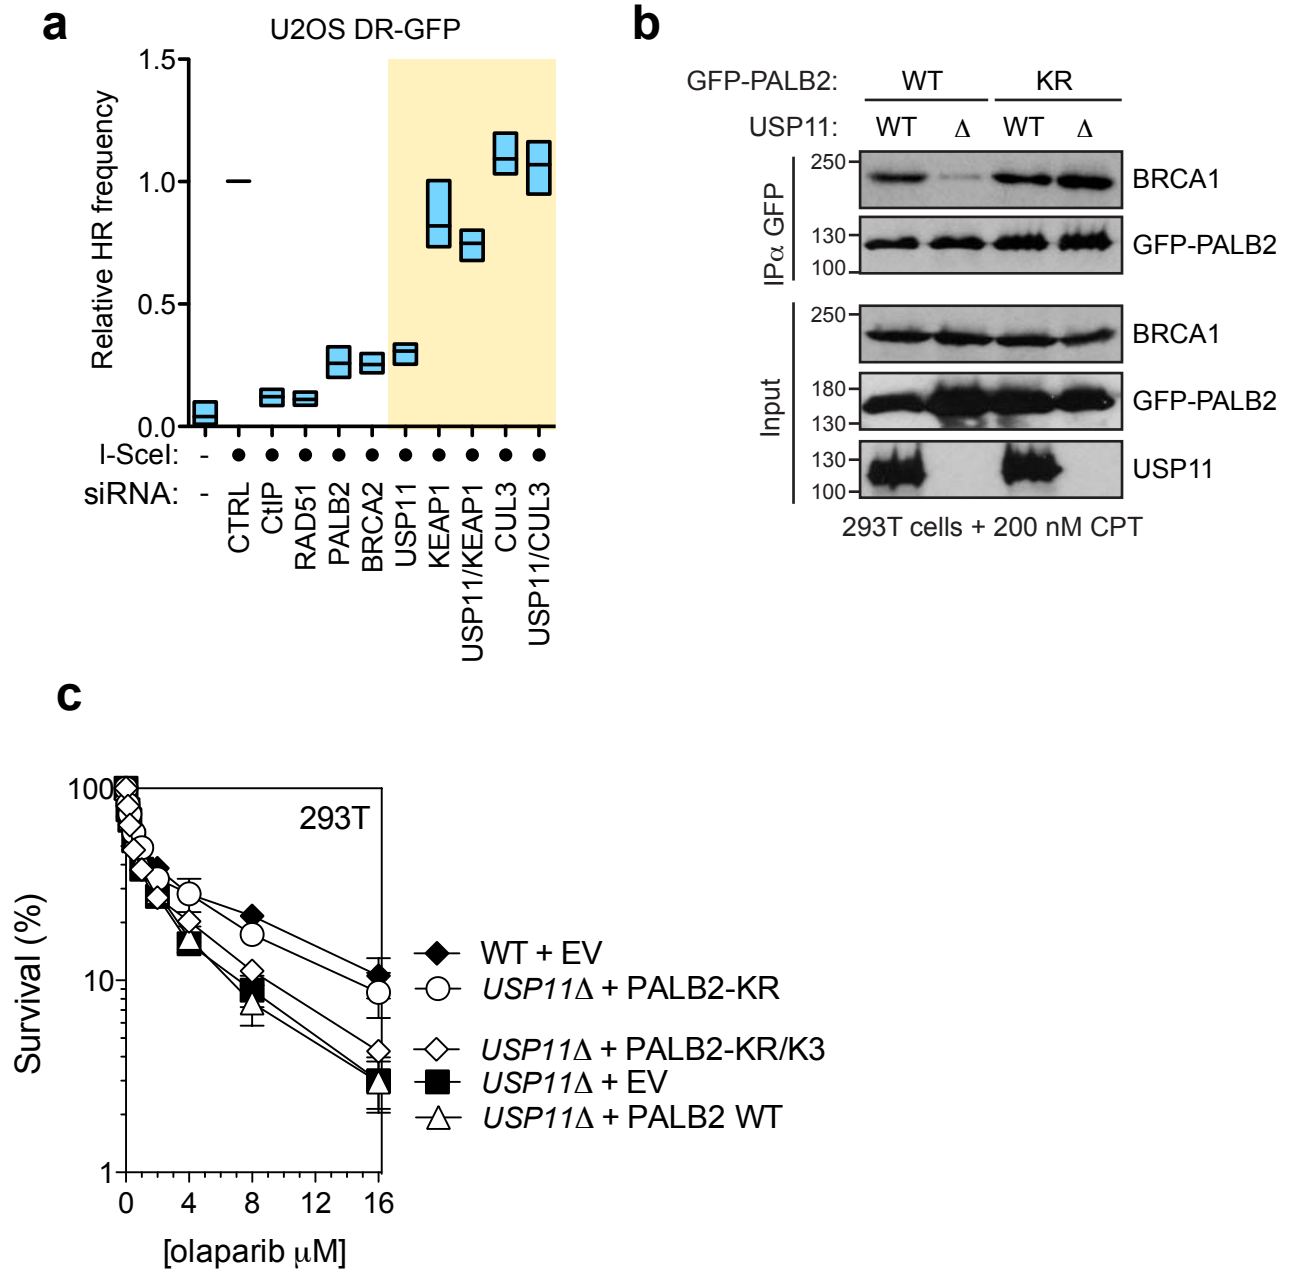 a
U2OS DR-GFP
Relative HR frequency
1.5
1.0
0.5
0.0
I-SceI: - ● ● ● ● ● ● ● ● ● ●
siRNA: - CTRL CtIP RAD51 PALB2 BRCA2 USP11 KEAP1 USP11/KEAP1 CUL3 USP11/CUL3
b
GFP-PALB2: WT KR
USP11: WT Δ WT Δ
IPα GFP
250 BRCA1
130 GFP-PALB2
100
Input
250 BRCA1
180 GFP-PALB2
130
130 USP11
100
293T cells + 200 nM CPT
c
293T
Survival (%)
100
10
1
0 4 8 12 16
[olaparib μM]
WT + EV
USP11Δ + PALB2-KR
USP11Δ + PALB2-KR/K3
USP11Δ + EV
USP11Δ + PALB2 WT